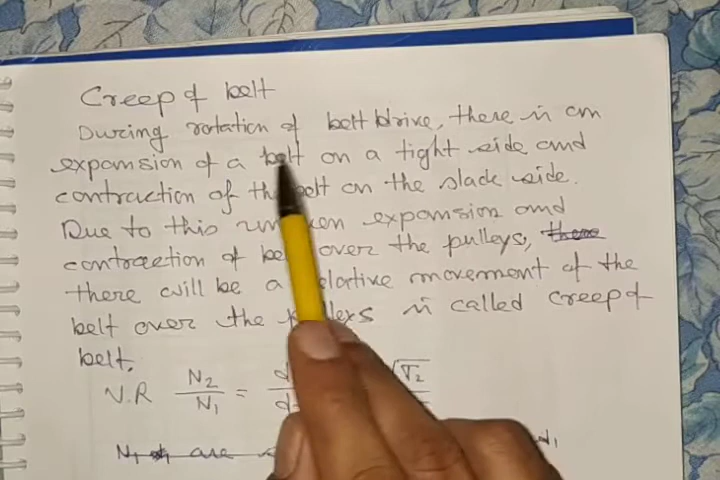 Creep of belt
During rotation of belt drive, there is an
expansion of a belt on a tight side and
contraction of the belt on the slack side.
Due to this expansion and
contraction of over the pulleys,
there will be a movement of the
belt over the is called creep of
belt.
V.R N2/N1 = √σ2
are